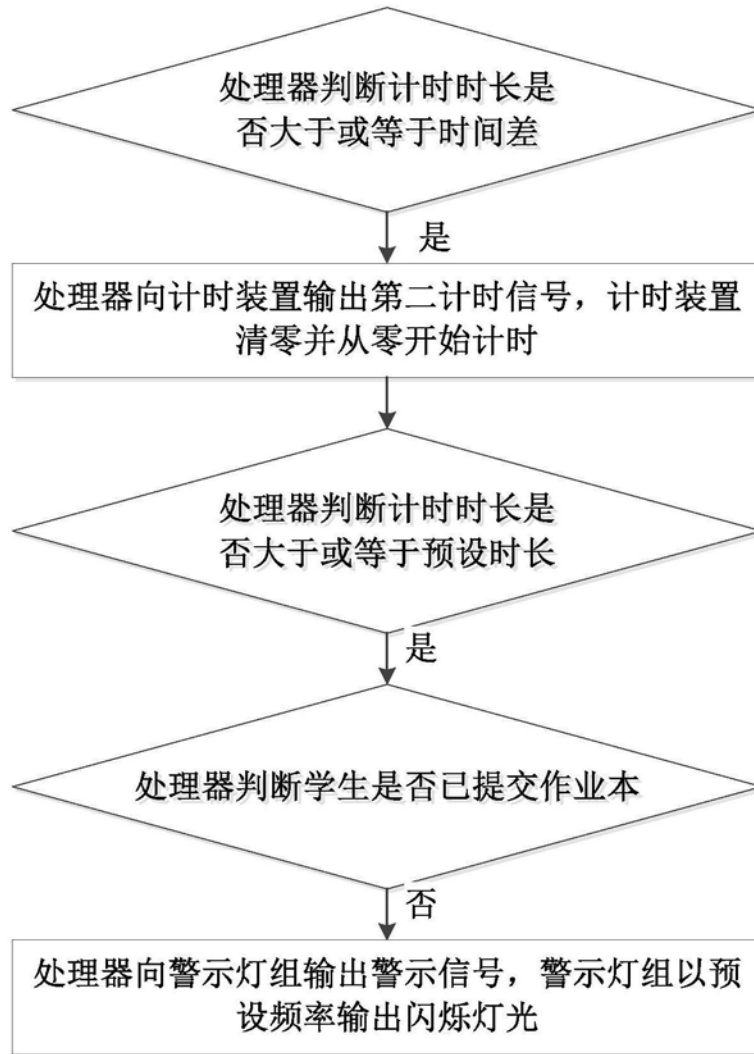 处理器判断计时时长是
否大于或等于时间差
是
处理器向计时装置输出第二计时信号，计时装置
清零并从零开始计时
处理器判断计时时长是
否大于或等于预设时长
是
处理器判断学生是否已提交作业本
否
处理器向警示灯组输出警示信号，警示灯组以预
设频率输出闪烁灯光